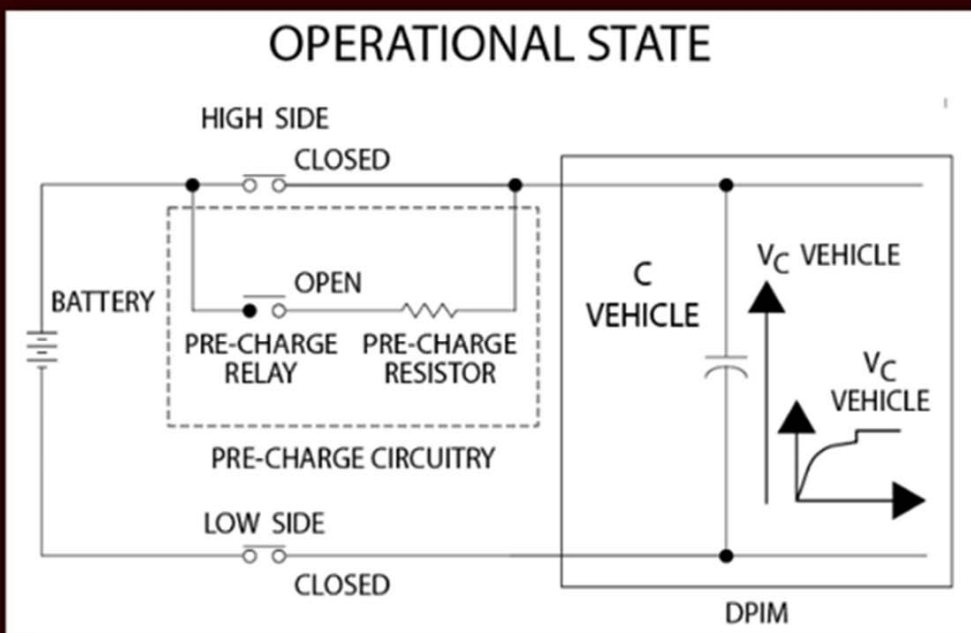 OPERATIONAL STATE
HIGH SIDE
CLOSED
OPEN
BATTERY
PRE-CHARGE
RELAY
PRE-CHARGE
RESISTOR
PRE-CHARGE CIRCUITRY
LOW SIDE
CLOSED
C
VEHICLE
VC VEHICLE
VC
VEHICLE
DPIM